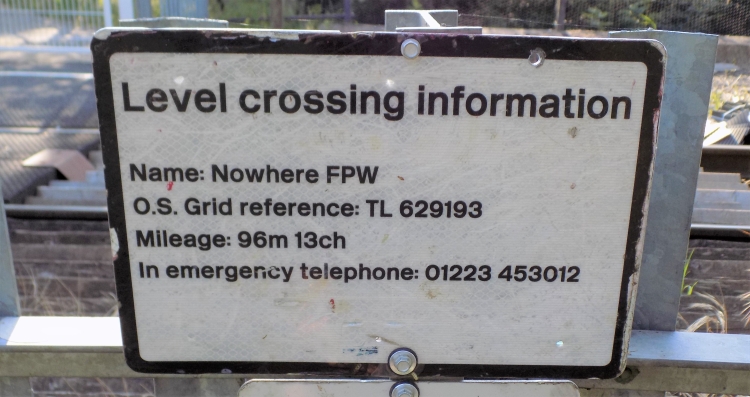 Level crossing information
Name: Nowhere FPW
O.S. Grid reference: TL 629193
Mileage: 96m 13ch
In emergency telephone: 01223 453012